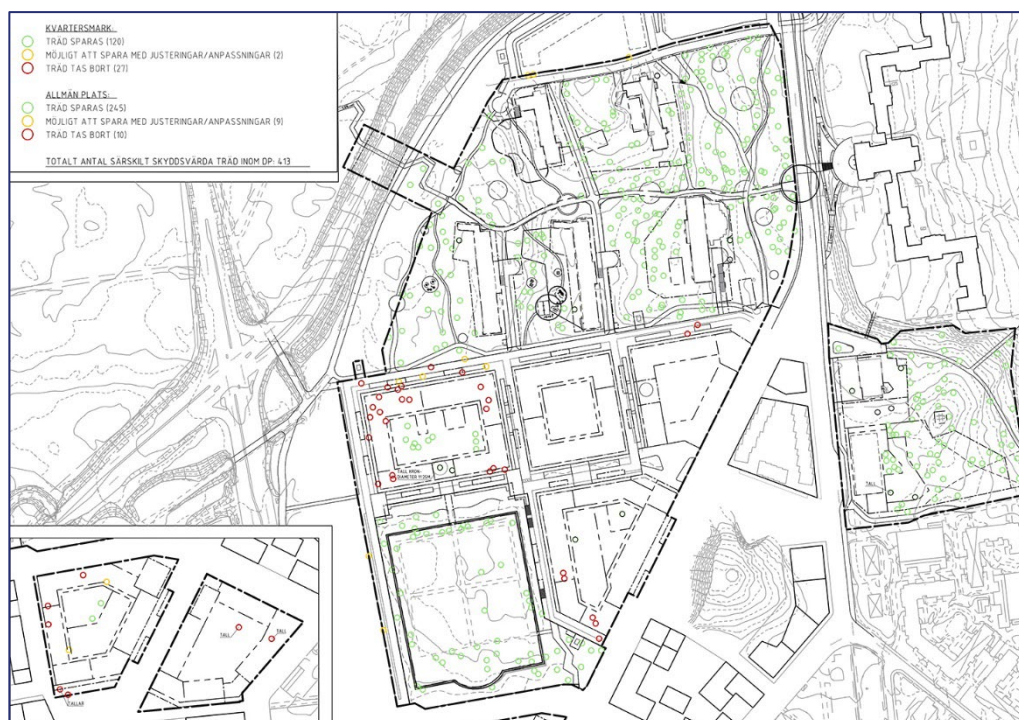 KVARTERSMARK:
TRÄD SPARAS (120)
MÖJLIGT ATT SPARA MED JUSTERINGAR/ANPASSNINGAR (2)
TRÄD TAS BORT (27)
ALLMÄN PLATS:
TRÄD SPARAS (245)
MÖJLIGT ATT SPARA MED JUSTERINGAR/ANPASSNINGAR (9)
TRÄD TAS BORT (10)
TOTALT ANTAL SÄRSKILT SKYDDSVÄRDA TRÄD INOM DP: 413
TALL KRON-
TALL
TALL
TALL
TALLAR